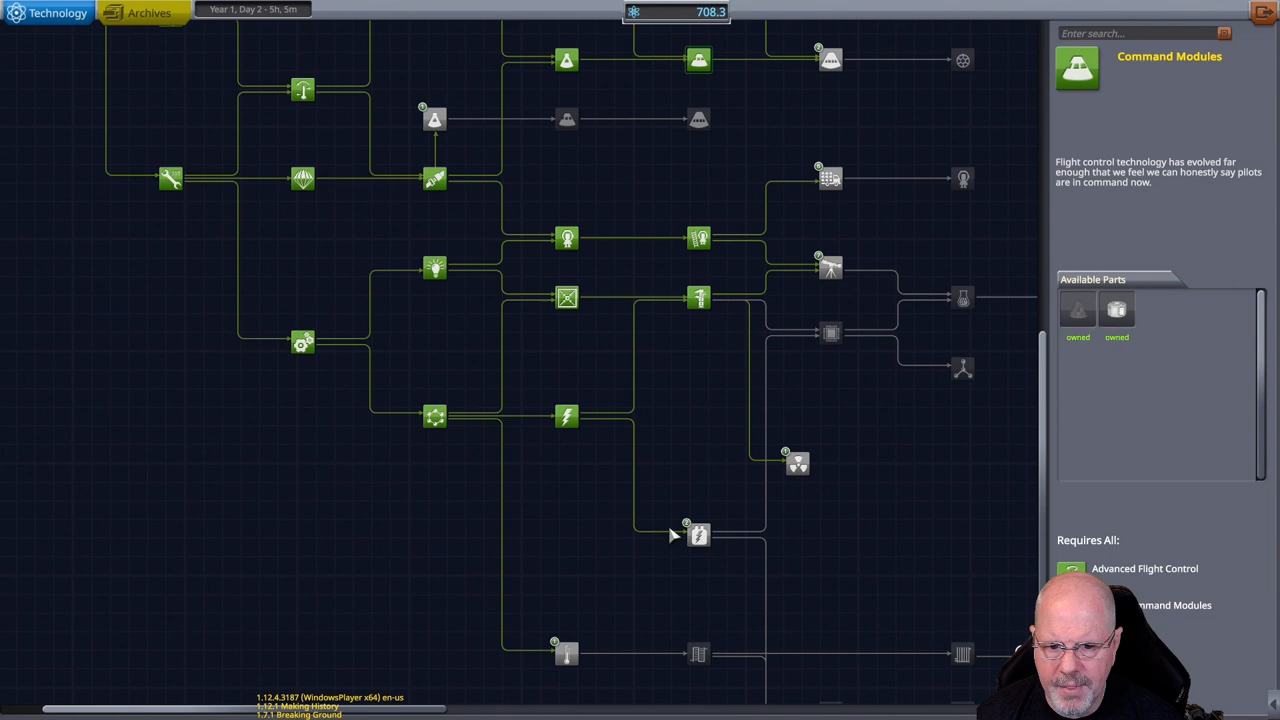 Technology
Archives
Year 1, Day 2 - 5h, 5m
708.3
Enter search...
Command Modules
Flight control technology has evolved far
enough that we feel we can honestly say pilots
are in command now.
Available Parts
owned
owned
Requires All:
Advanced Flight Control
mmand Modules
1.12.4.3187 (WindowsPlayer x64) en-us
1.12.1 Making History
1.7.1 Breaking Ground